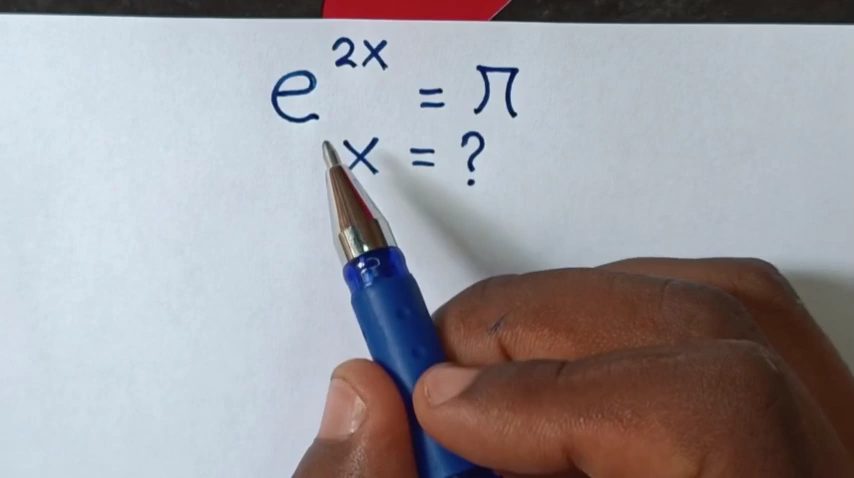 e^{2x} = π
x = ?